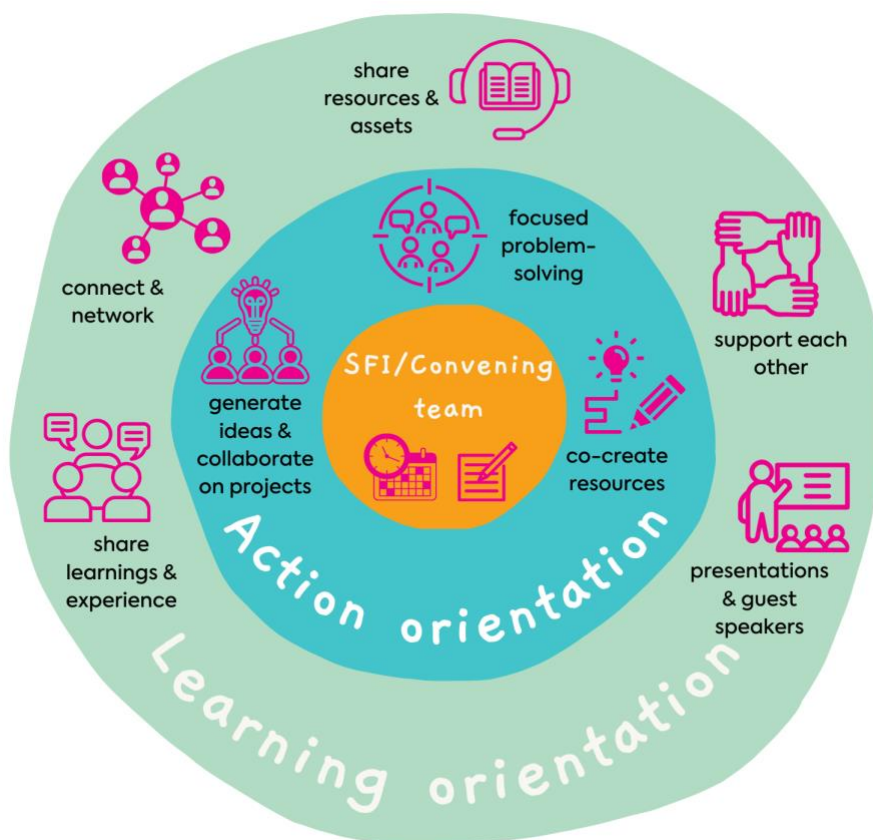 share
resources &
assets
connect &
network
focused
problem-
solving
support each
other
generate
ideas &
collaborate
on projects
SFI/Convening
team
co-create
resources
share
learnings &
experience
presentations
& guest
speakers
Action orientation
Learning orientation